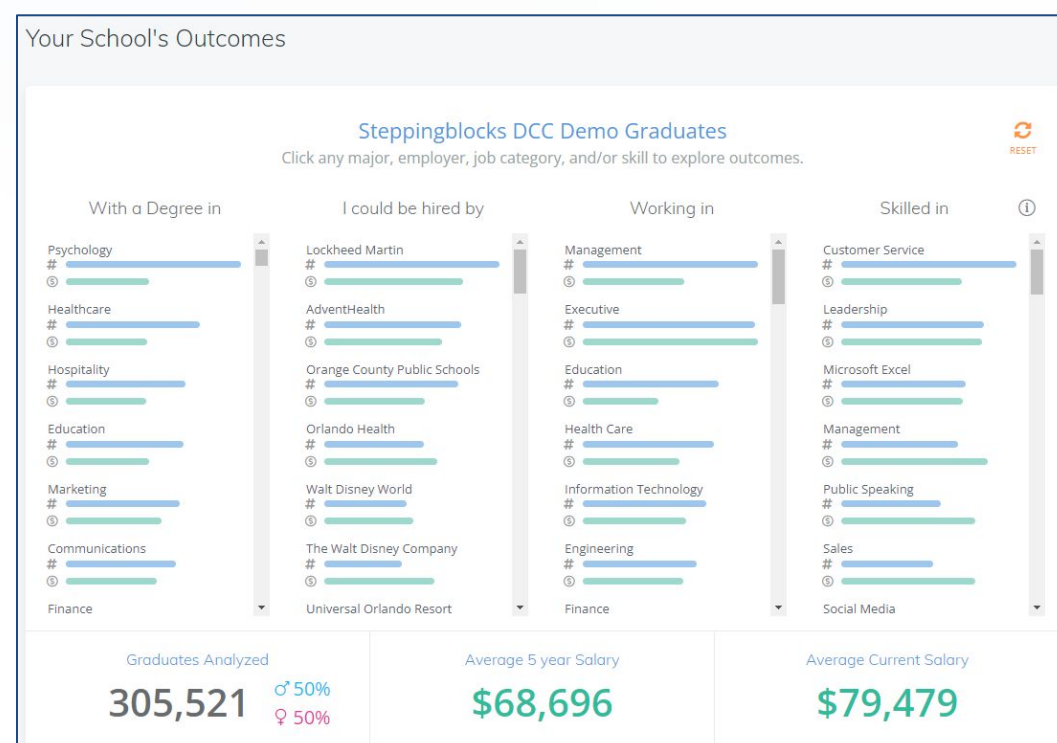 Your School's Outcomes
Steppingblocks DCC Demo Graduates
Click any major, employer, job category, and/or skill to explore outcomes.
RESET
With a Degree in
Psychology
#
$
Healthcare
#
$
Hospitality
#
$
Education
#
$
Marketing
#
$
Communications
#
$
Finance
I could be hired by
Lockheed Martin
#
$
AdventHealth
#
$
Orange County Public Schools
#
$
Orlando Health
#
$
Walt Disney World
#
$
The Walt Disney Company
#
$
Universal Orlando Resort
Working in
Management
#
$
Executive
#
$
Education
#
$
Health Care
#
$
Information Technology
#
$
Engineering
#
$
Finance
Skilled in
i
Customer Service
#
$
Leadership
#
$
Microsoft Excel
#
$
Management
#
$
Public Speaking
#
$
Sales
#
$
Social Media
Graduates Analyzed
305,521
♂ 50%
♀ 50%
Average 5 year Salary
$68,696
Average Current Salary
$79,479